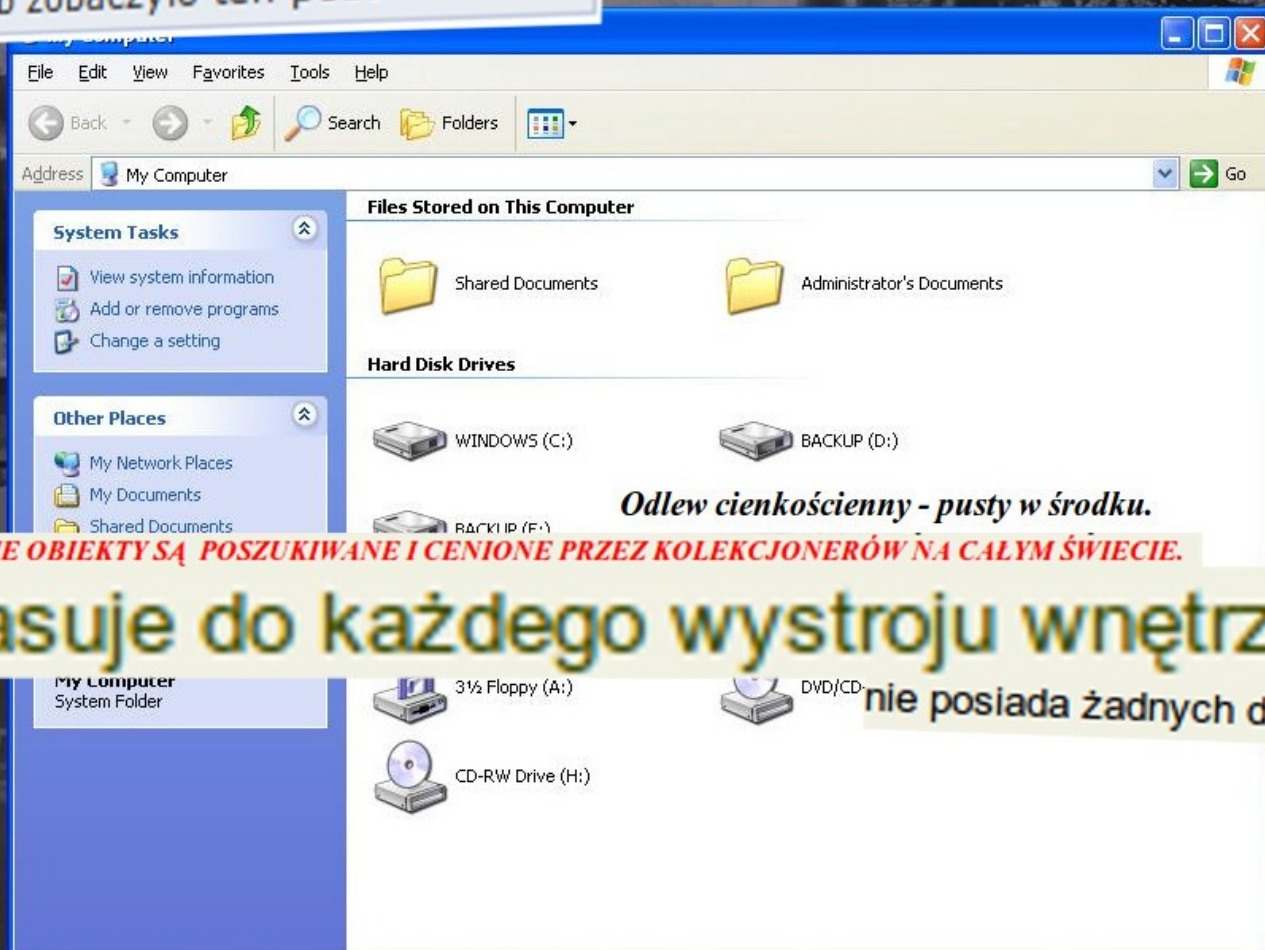 zobaczyło ten
My Computer
File Edit View Favorites Tools Help
Back Search Folders
Address My Computer Go
System Tasks
View system information
Add or remove programs
Change a setting
Other Places
My Network Places
My Documents
Shared Documents
My Computer
System Folder
Files Stored on This Computer
Shared Documents Administrator's Documents
Hard Disk Drives
WINDOWS (C:) BACKUP (D:)
BACKUP (E:)
Odlew cienkościenny - pusty w środku.
OBIEKTY SĄ POSZUKIWANE I CENIONE PRZEZ KOLEKCJONERÓW NA CAŁYM ŚWIECIE.
asuje do każdego wystroju wnętrz
3½ Floppy (A:) DVD/CD-
nie posiada żadnych d
CD-RW Drive (H:)